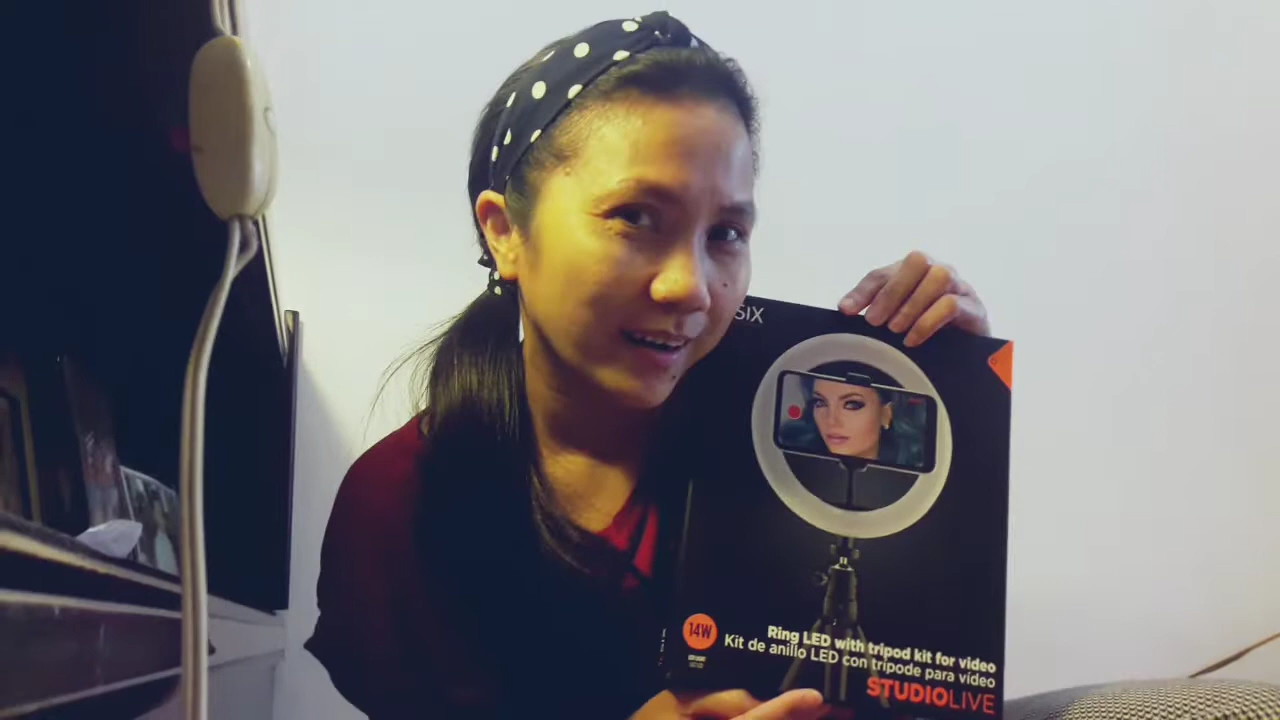 SIX
14W
Ring LED with tripod kit for video
Kit de anillo LED con trípode para vídeo
STUDIOLIVE